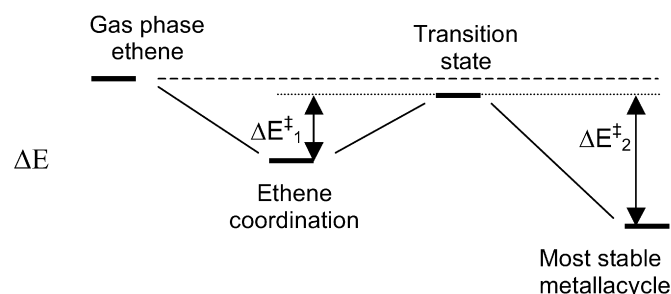 Gas phase
ethene
Transition
state
ΔE‡1
ΔE‡2
ΔE
Ethene
coordination
Most stable
metallacycle